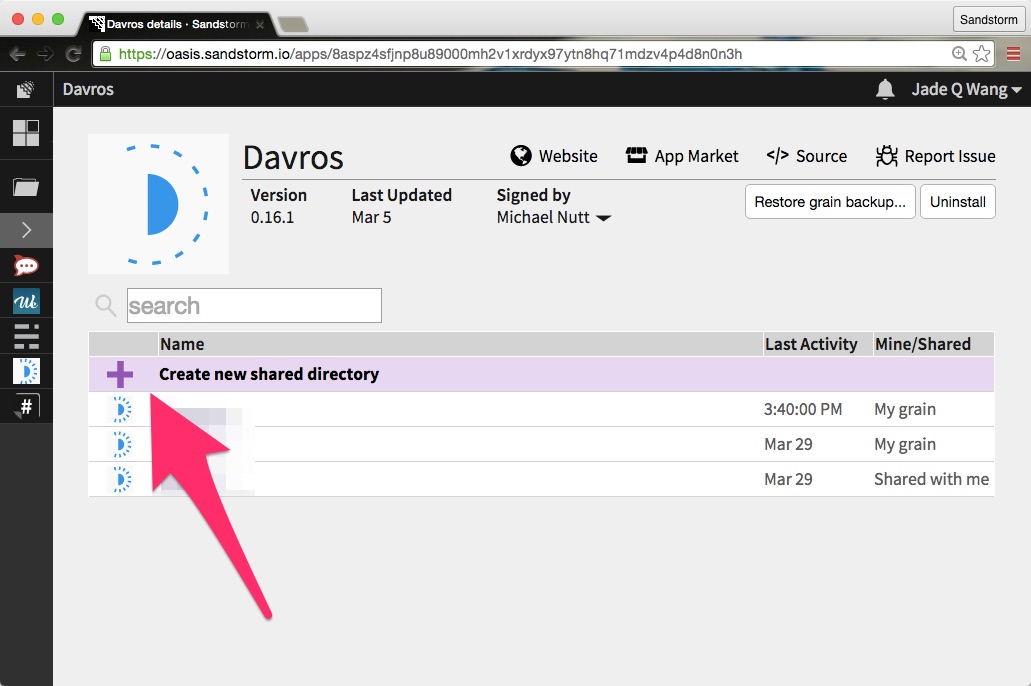 Davros details · Sandstorm
Sandstorm
https://oasis.sandstorm.io/apps/8aspz4sfjnp8u89000mh2v1xrdyx97ytn8hq71mdzv4p4d8n0n3h
Davros
Jade Q Wang
Davros
Website
App Market
</> Source
Report Issue
Version
Last Updated
Signed by
0.16.1
Mar 5
Michael Nutt
Restore grain backup...
Uninstall
search
Name
Last Activity
Mine/Shared
Create new shared directory
3:40:00 PM
My grain
Mar 29
My grain
Mar 29
Shared with me
#